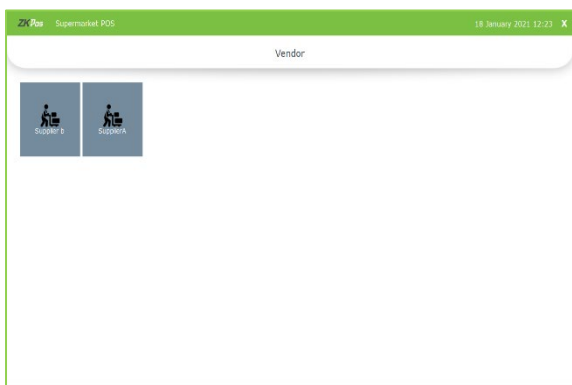 ZKPos Supermarket POS 18 January 2021 12:23 X
Vendor
Supplier b SupplierA